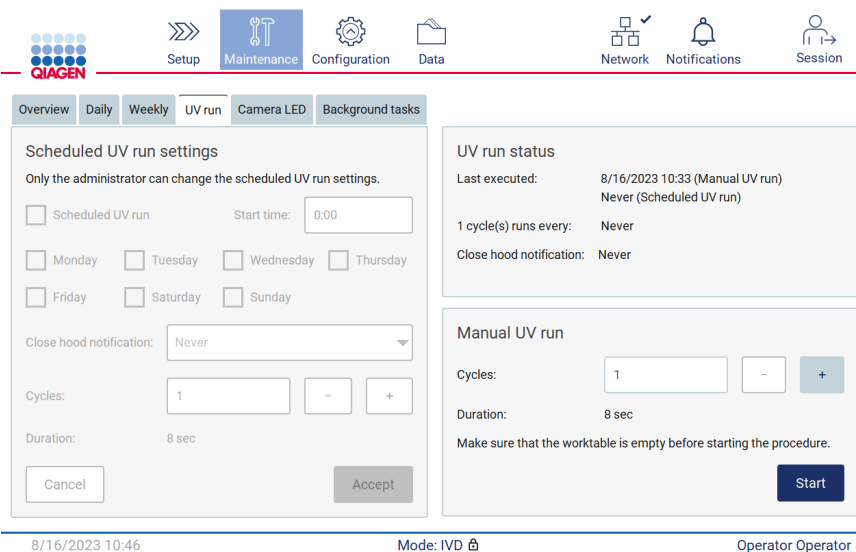 QIAGEN
Setup
Maintenance
Configuration
Data
Network
Notifications
Session
Overview
Daily
Weekly
UV run
Camera LED
Background tasks
Scheduled UV run settings
Only the administrator can change the scheduled UV run settings.
Scheduled UV run
Start time:
0:00
Monday
Tuesday
Wednesday
Thursday
Friday
Saturday
Sunday
Close hood notification:
Never
Cycles:
1
-
+
Duration:
8 sec
Cancel
Accept
UV run status
Last executed:
8/16/2023 10:33 (Manual UV run)
Never (Scheduled UV run)
1 cycle(s) runs every:
Never
Close hood notification:
Never
Manual UV run
Cycles:
1
-
+
Duration:
8 sec
Make sure that the worktable is empty before starting the procedure.
Start
8/16/2023 10:46
Mode: IVD
Operator Operator